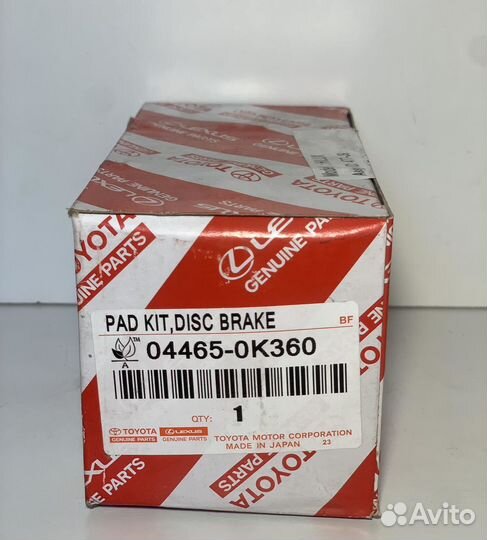 TOYOTA
GENUINE PARTS
LEXUS
GENUINE PARTS
PAD KIT,DISC BRAKE
BF
TM
A
04465-0K360
QTY:
1
TOYOTA
GENUINE PARTS
LEXUS
GENUINE PARTS
TOYOTA MOTOR CORPORATION
MADE IN JAPAN
23
Avito